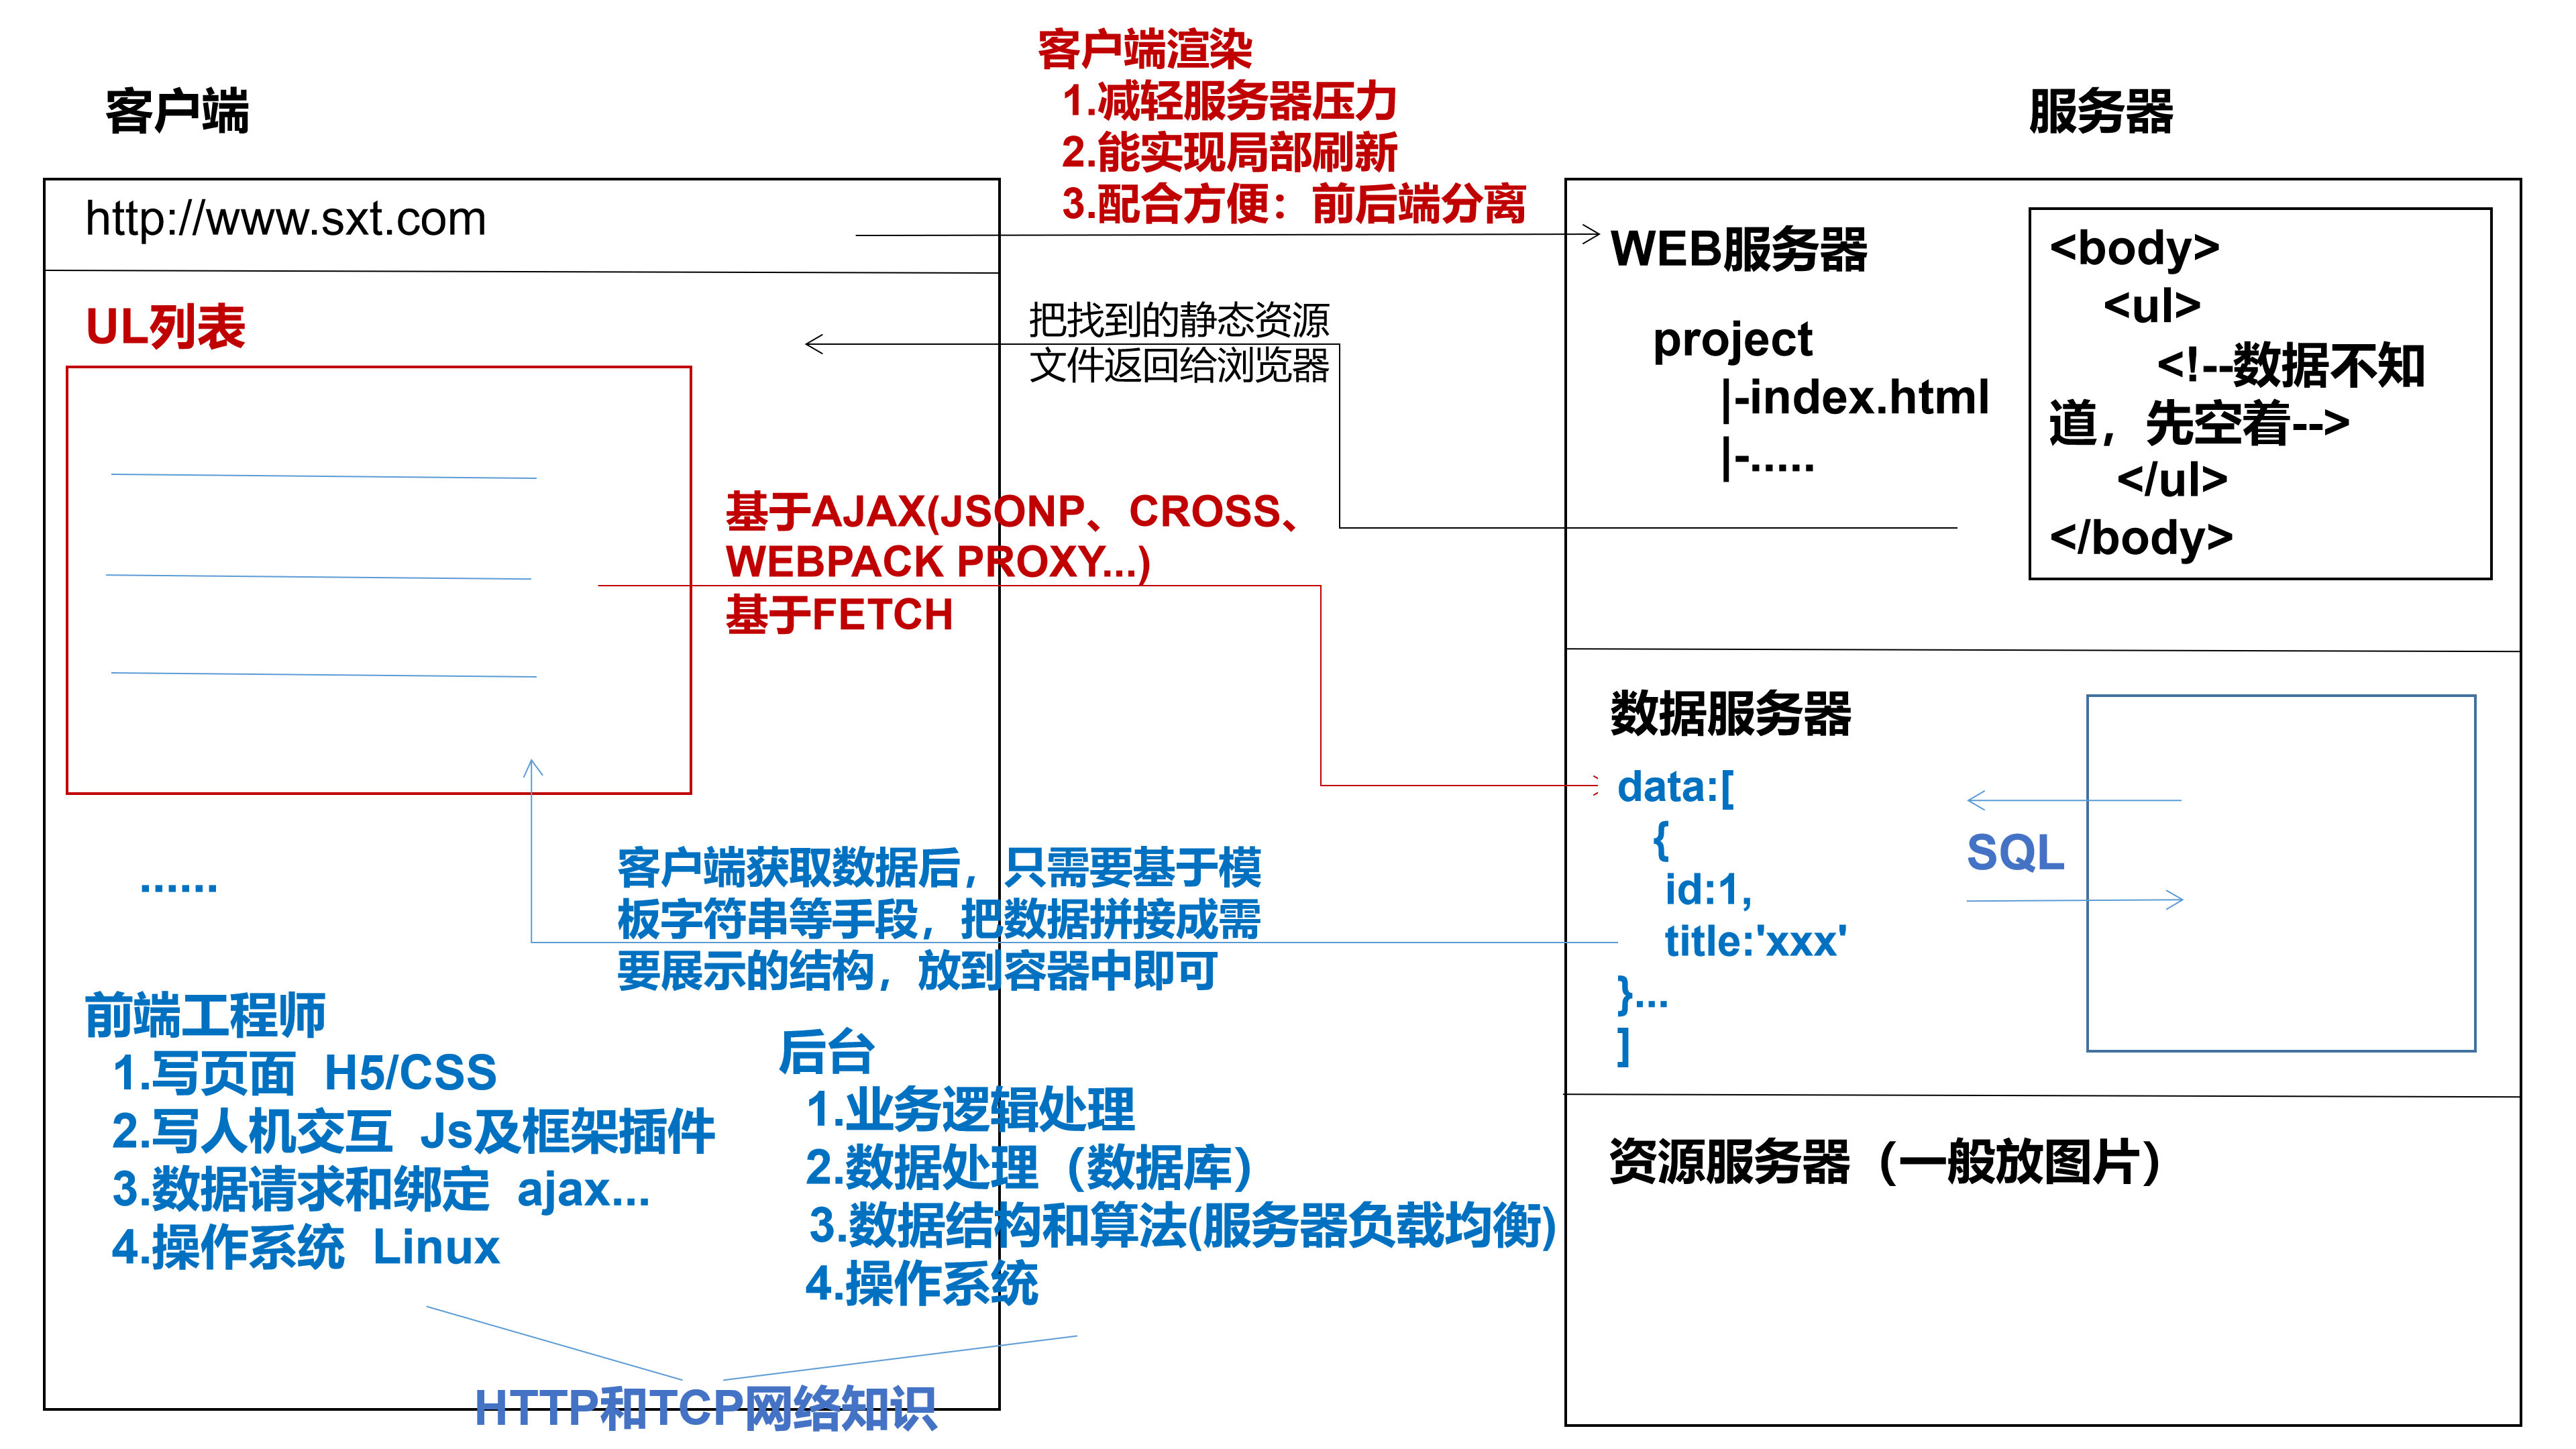 客户端
http://www.sxt.com
UL列表
......
前端工程师
1.写页面 H5/CSS
2.写人机交互 Js及框架插件
3.数据请求和绑定 ajax...
4.操作系统 Linux
客户端渲染
1.减轻服务器压力
2.能实现局部刷新
3.配合方便：前后端分离
把找到的静态资源
文件返回给浏览器
基于AJAX(JSONP、CROSS、
WEBPACK PROXY...)
基于FETCH
客户端获取数据后，只需要基于模
板字符串等手段，把数据拼接成需
要展示的结构，放到容器中即可
后台
1.业务逻辑处理
2.数据处理（数据库）
3.数据结构和算法(服务器负载均衡)
4.操作系统
HTTP和TCP网络知识
服务器
WEB服务器
project
|-index.html
|-.....
<body>
<ul>
<!--数据不知
道，先空着-->
</ul>
</body>
数据服务器
data:[
{
id:1,
title:'xxx'
}...
]
SQL
资源服务器（一般放图片）